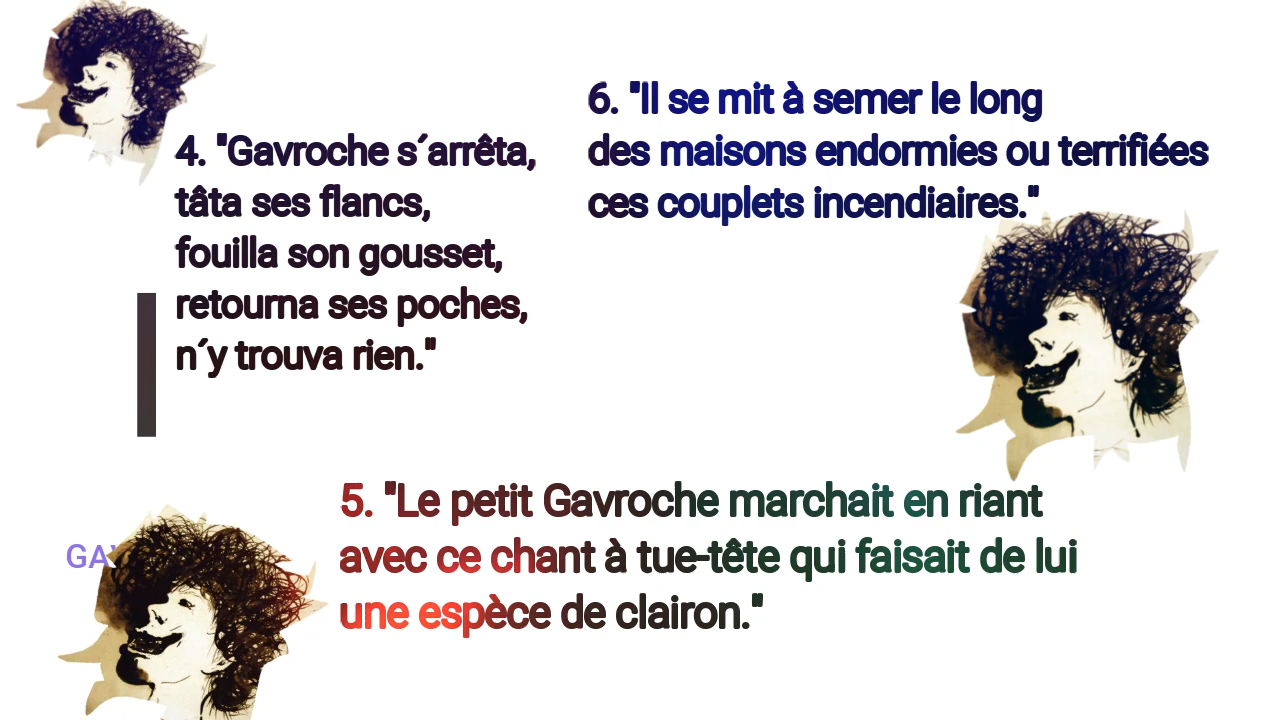 4. "Gavroche s´arrêta,
tâta ses flancs,
fouilla son gousset,
retourna ses poches,
n´y trouva rien."
6. "Il se mit à semer le long
des maisons endormies ou terrifiées
ces couplets incendiaires."
5. "Le petit Gavroche marchait en riant
avec ce chant à tue-tête qui faisait de lui
une espèce de clairon."